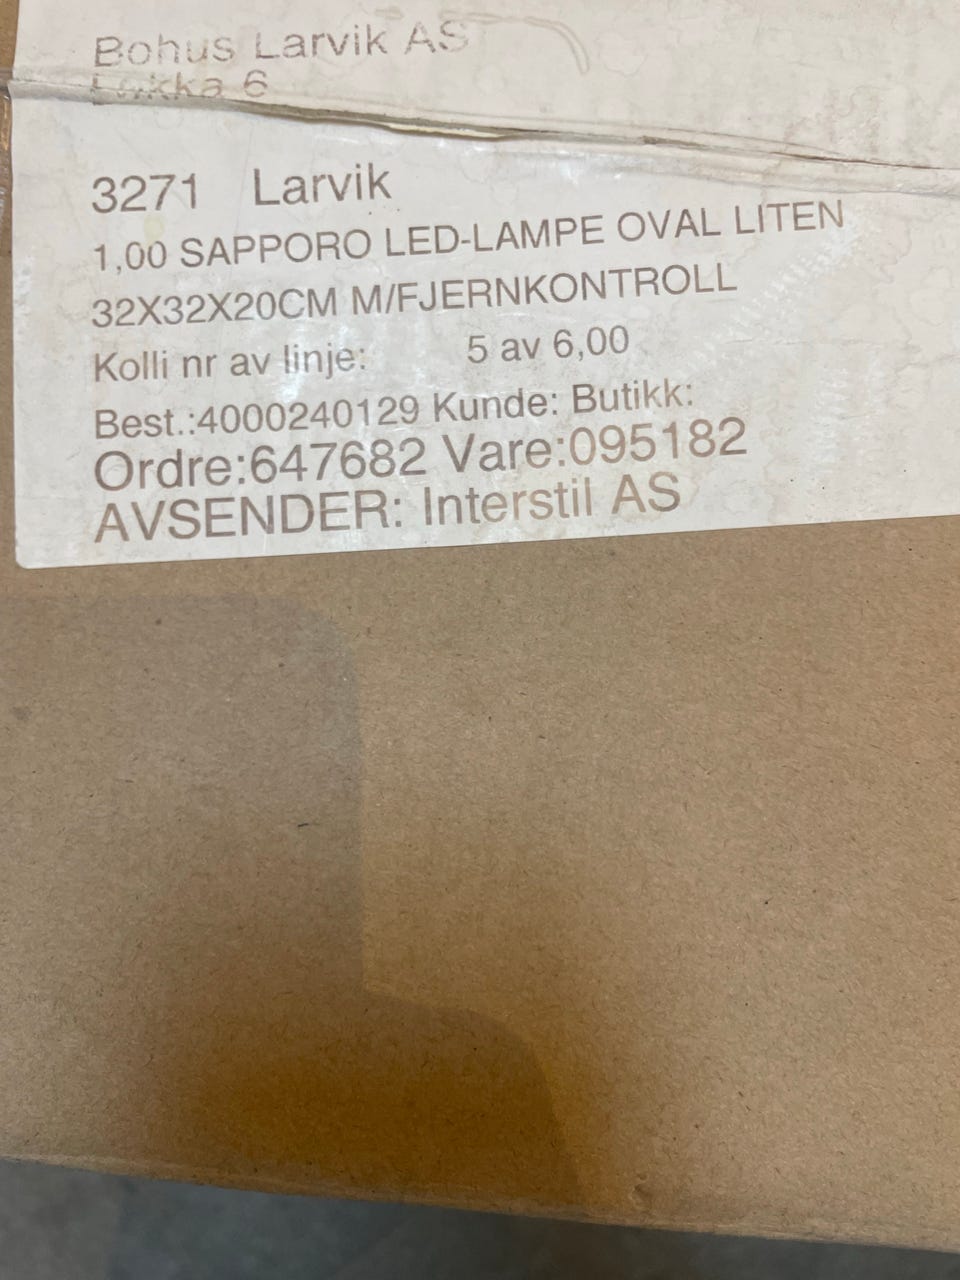 Bohus Larvik AS
6
3271 Larvik
1,00 SAPPORO LED-LAMPE OVAL LITEN
32X32X20CM M/FJERNKONTROLL
Kolli nr av linje: 5 av 6,00
Best.:4000240129 Kunde: Butikk:
Ordre:647682 Vare:095182
AVSENDER: Interstil AS